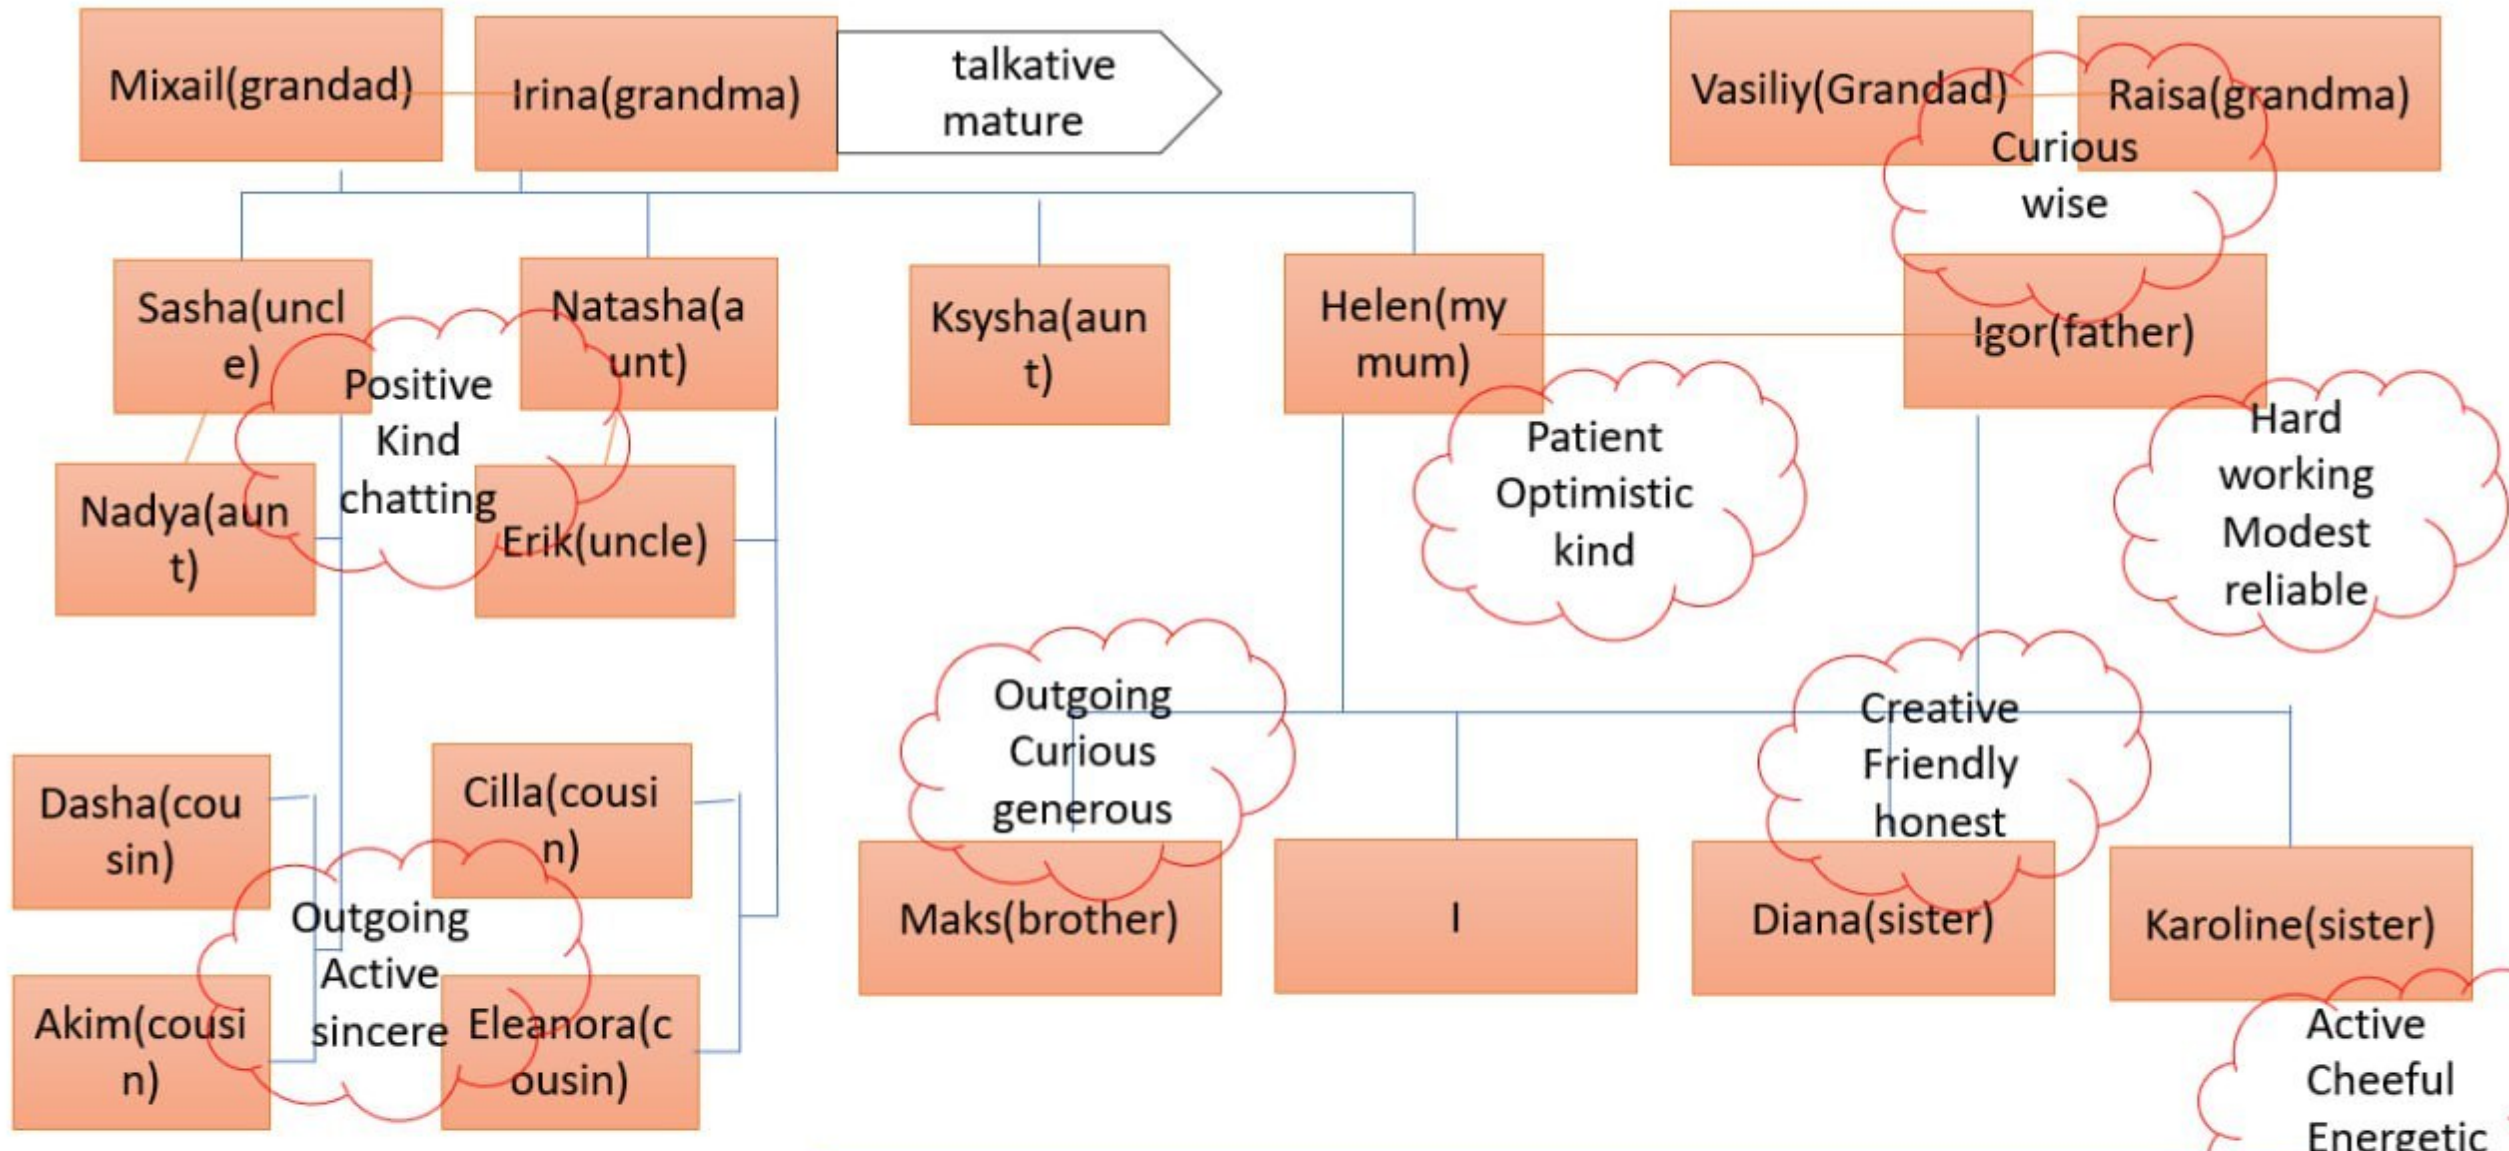 Mixail(grandad)
Irina(grandma)
talkative
mature
Vasiliy(Grandad)
Raisa(grandma)
Curious
wise
Sasha(uncl
e)
Natasha(a
unt)
Ksysha(aun
t)
Helen(my
mum)
Igor(father)
Positive
Kind
chatting
Nadya(aun
t)
Erik(uncle)
Patient
Optimistic
kind
Hard
working
Modest
reliable
Outgoing
Curious
generous
Creative
Friendly
honest
Dasha(cou
sin)
Cilla(cousi
n)
Outgoing
Active
sincere
Akim(cousi
n)
Eleanora(c
ousin)
Maks(brother)
I
Diana(sister)
Karoline(sister)
Active
Cheeful
Energetic